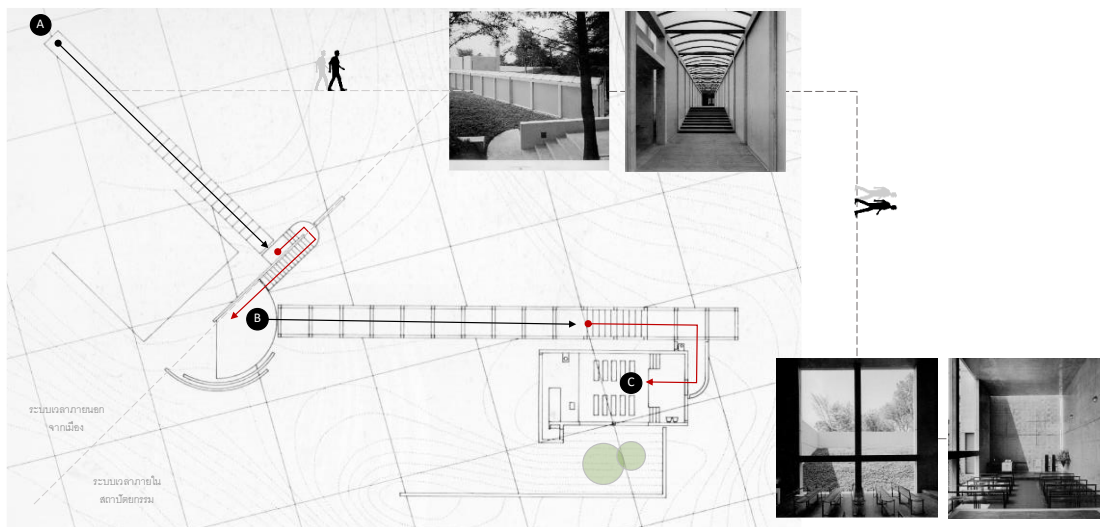 A
B
C
ระบบเวลาภายนอก
จากเมือง
ระบบเวลาภายใน
สถาปัตยกรรม